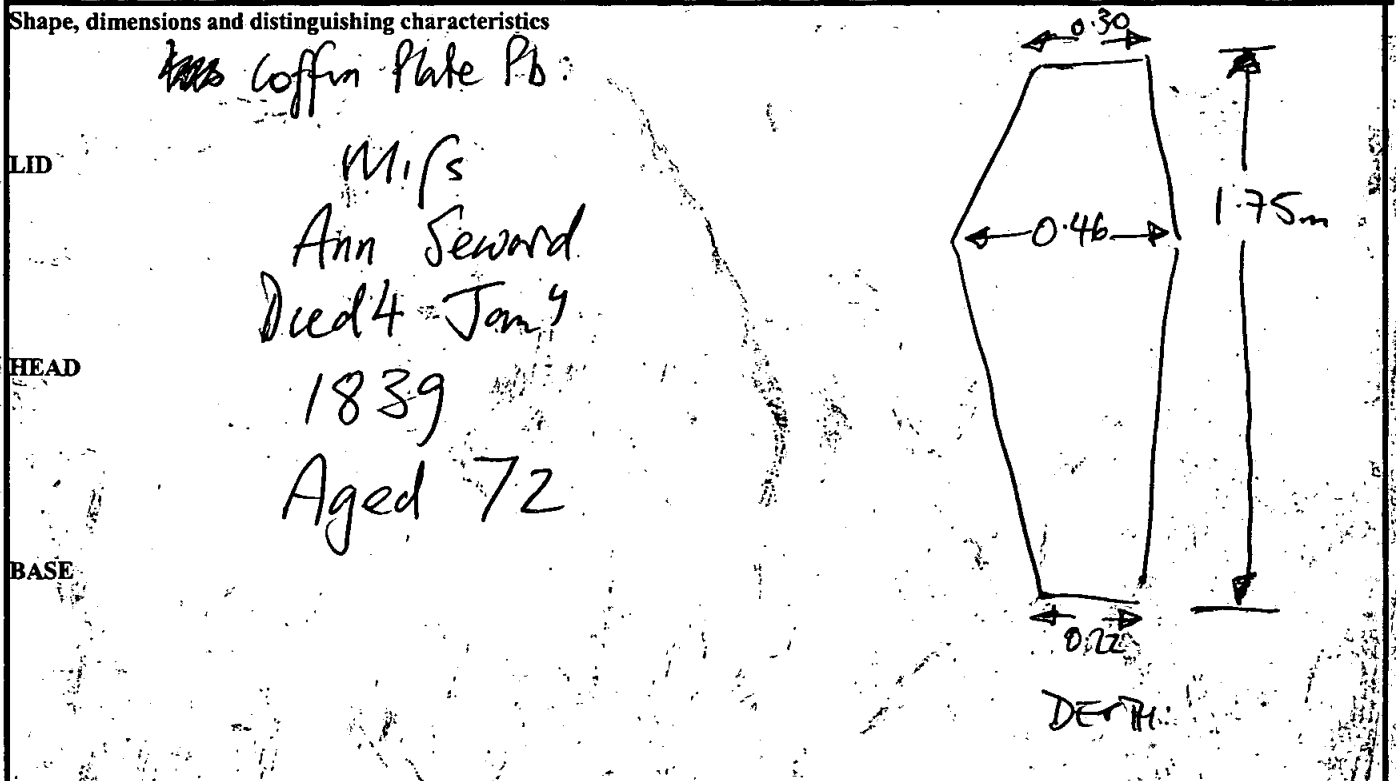 Shape, dimensions and distinguishing characteristics
Coffin Plate Pb.
LID
Miſs
Ann Seward
Died 4 Jan y
HEAD
1839
Aged 72
BASE
0.30
0.46
1.75m
0.22
DEPTH: